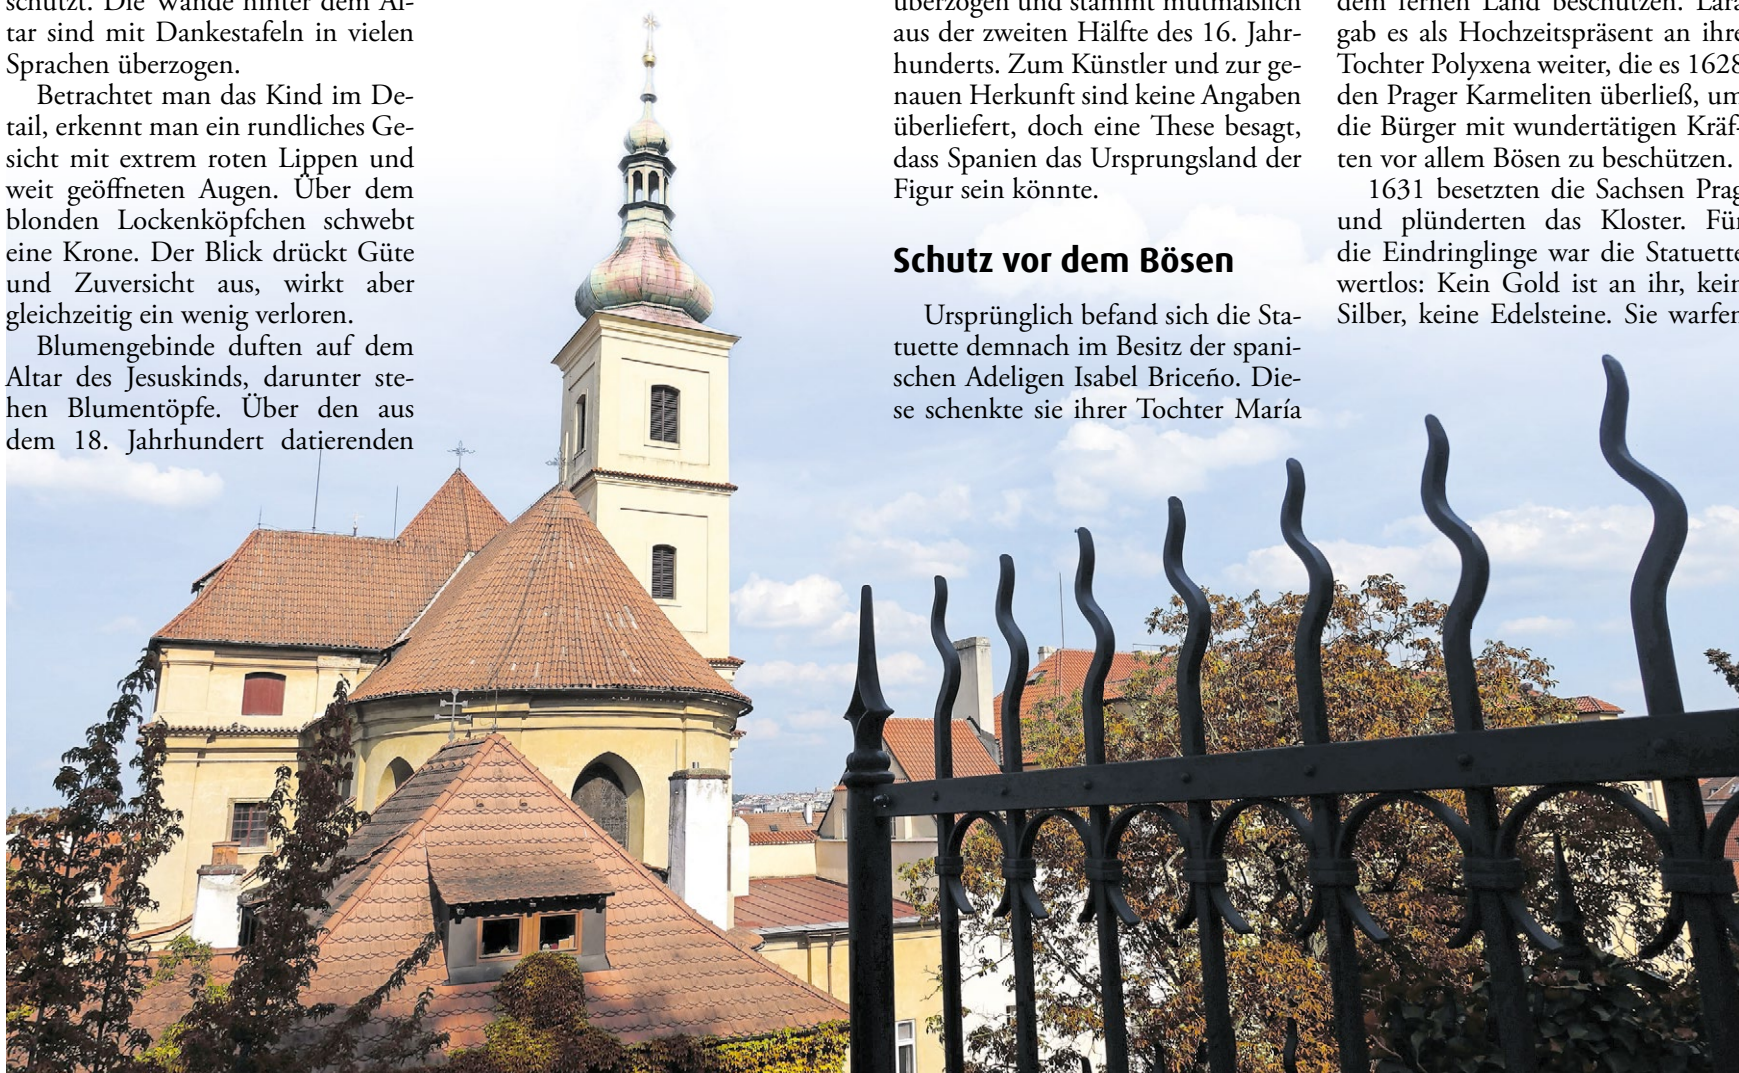 schützt. Die Wände hinter dem Al-
tar sind mit Dankestafeln in vielen
Sprachen überzogen.
Betrachtet man das Kind im De-
tail, erkennt man ein rundliches Ge-
sicht mit extrem roten Lippen und
weit geöffneten Augen. Über dem
blonden Lockenköpfchen schwebt
eine Krone. Der Blick drückt Güte
und Zuversicht aus, wirkt aber
gleichzeitig ein wenig verloren.
Blumengebinde duften auf dem
Altar des Jesuskinds, darunter ste-
hen Blumentöpfe. Über den aus
dem 18. Jahrhundert datierenden
überzogen und stammt mutmaßlich
aus der zweiten Hälfte des 16. Jahr-
hunderts. Zum Künstler und zur ge-
nauen Herkunft sind keine Angaben
überliefert, doch eine These besagt,
dass Spanien das Ursprungsland der
Figur sein könnte.
Schutz vor dem Bösen
Ursprünglich befand sich die Sta-
tuette demnach im Besitz der spani-
schen Adeligen Isabel Briceño. Die-
se schenkte sie ihrer Tochter María
dem fernen Land beschützen. Lara
gab es als Hochzeitspräsent an ihre
Tochter Polyxena weiter, die es 1628
den Prager Karmeliten überließ, um
die Bürger mit wundertätigen Kräf-
ten vor allem Bösen zu beschützen.
1631 besetzten die Sachsen Prag
und plünderten das Kloster. Für
die Eindringlinge war die Statuette
wertlos: Kein Gold ist an ihr, kein
Silber, keine Edelsteine. Sie warfen